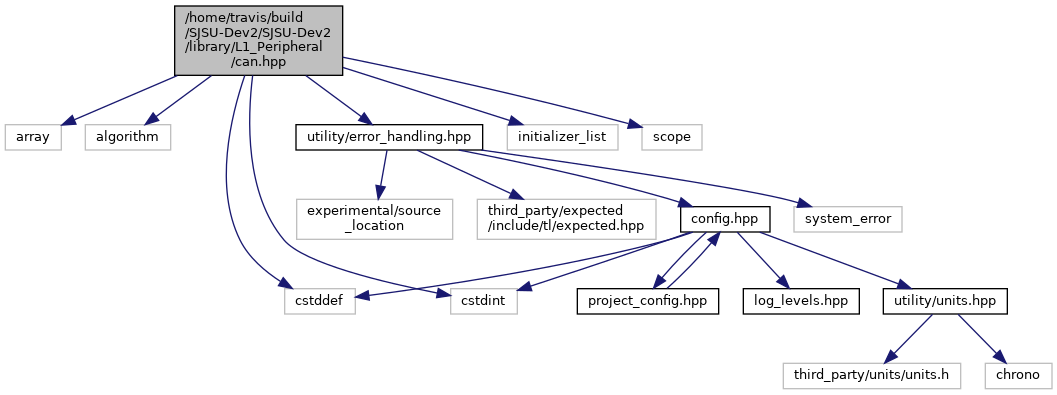 /home/travis/build
/SJSU-Dev2/SJSU-Dev2
/library/L1_Peripheral
/can.hpp
array
algorithm
utility/error_handling.hpp
initializer_list
scope
experimental/source
_location
third_party/expected
/include/tl/expected.hpp
config.hpp
system_error
cstddef
cstdint
project_config.hpp
log_levels.hpp
utility/units.hpp
third_party/units/units.h
chrono